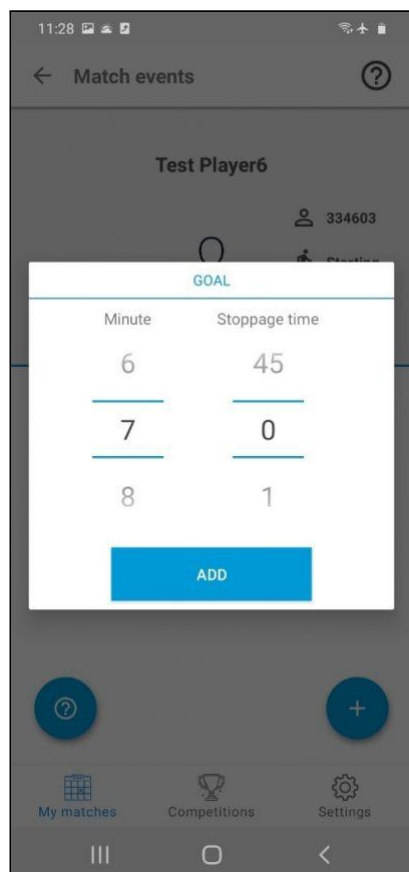 11:28
Match events
Test Player6
334603
Starting
GOAL
Minute Stoppage time
6 45
7 0
8 1
ADD
My matches Competitions Settings